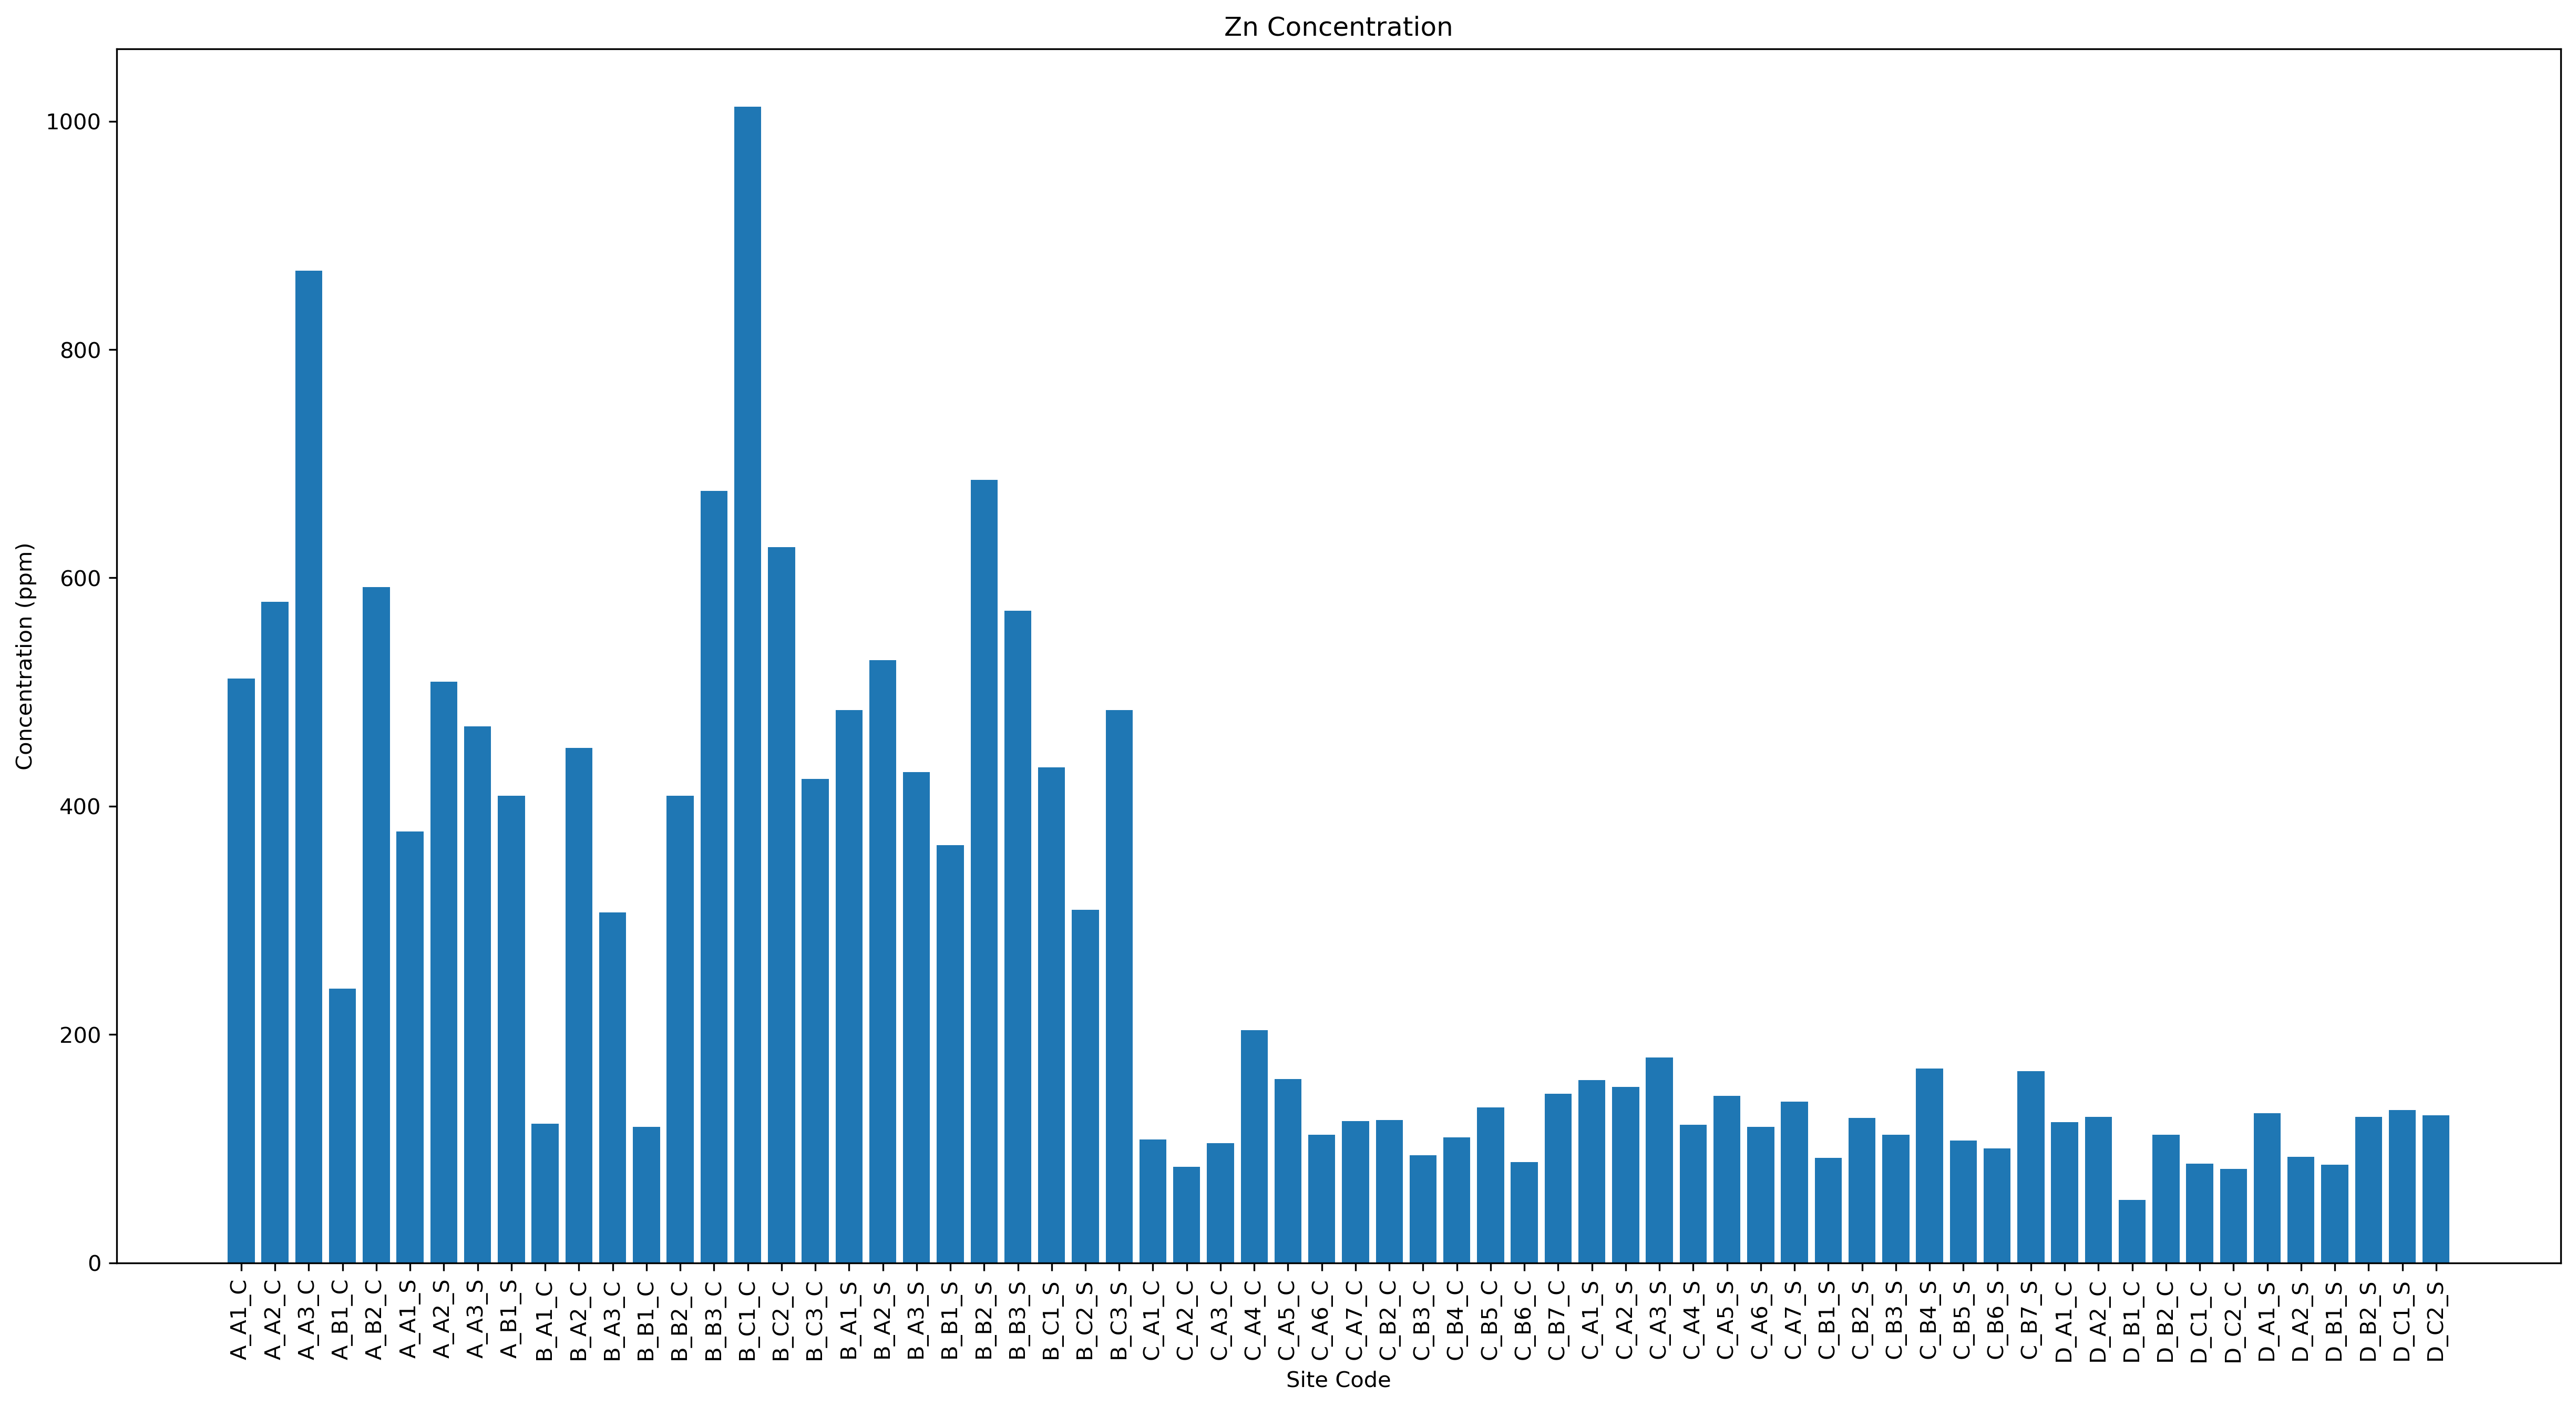 Zn Concentration
Concentration (ppm)
1000
800
600
400
200
0
A_A1_C
A_A2_C
A_A3_C
A_B1_C
A_B2_C
A_A1_S
A_A2_S
A_A3_S
A_B1_S
B_A1_C
B_A2_C
B_A3_C
B_B1_C
B_B2_C
B_B3_C
B_C1_C
B_C2_C
B_C3_C
B_A1_S
B_A2_S
B_A3_S
B_B1_S
B_B2_S
B_B3_S
B_C1_S
B_C2_S
B_C3_S
C_A1_C
C_A2_C
C_A3_C
C_A4_C
C_A5_C
C_A6_C
C_A7_C
C_B2_C
C_B3_C
C_B4_C
C_B5_C
C_B6_C
C_B7_C
C_A1_S
C_A2_S
C_A3_S
C_A4_S
C_A5_S
C_A6_S
C_A7_S
C_B1_S
C_B2_S
C_B3_S
C_B4_S
C_B5_S
C_B6_S
C_B7_S
D_A1_C
D_A2_C
D_B1_C
D_B2_C
D_C1_C
D_C2_C
D_A1_S
D_A2_S
D_B1_S
D_B2_S
D_C1_S
D_C2_S
Site Code